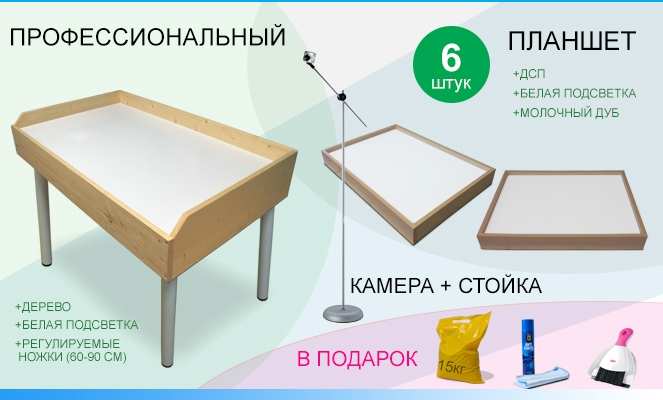 ПРОФЕССИОНАЛЬНЫЙ
+ДЕРЕВО
+БЕЛАЯ ПОДСВЕТКА
+РЕГУЛИРУЕМЫЕ
НОЖКИ (60-90 СМ)
6
штук
ПЛАНШЕТ
+ДСП
+БЕЛАЯ ПОДСВЕТКА
+МОЛОЧНЫЙ ДУБ
КАМЕРА + СТОЙКА
В ПОДАРОК
15кг